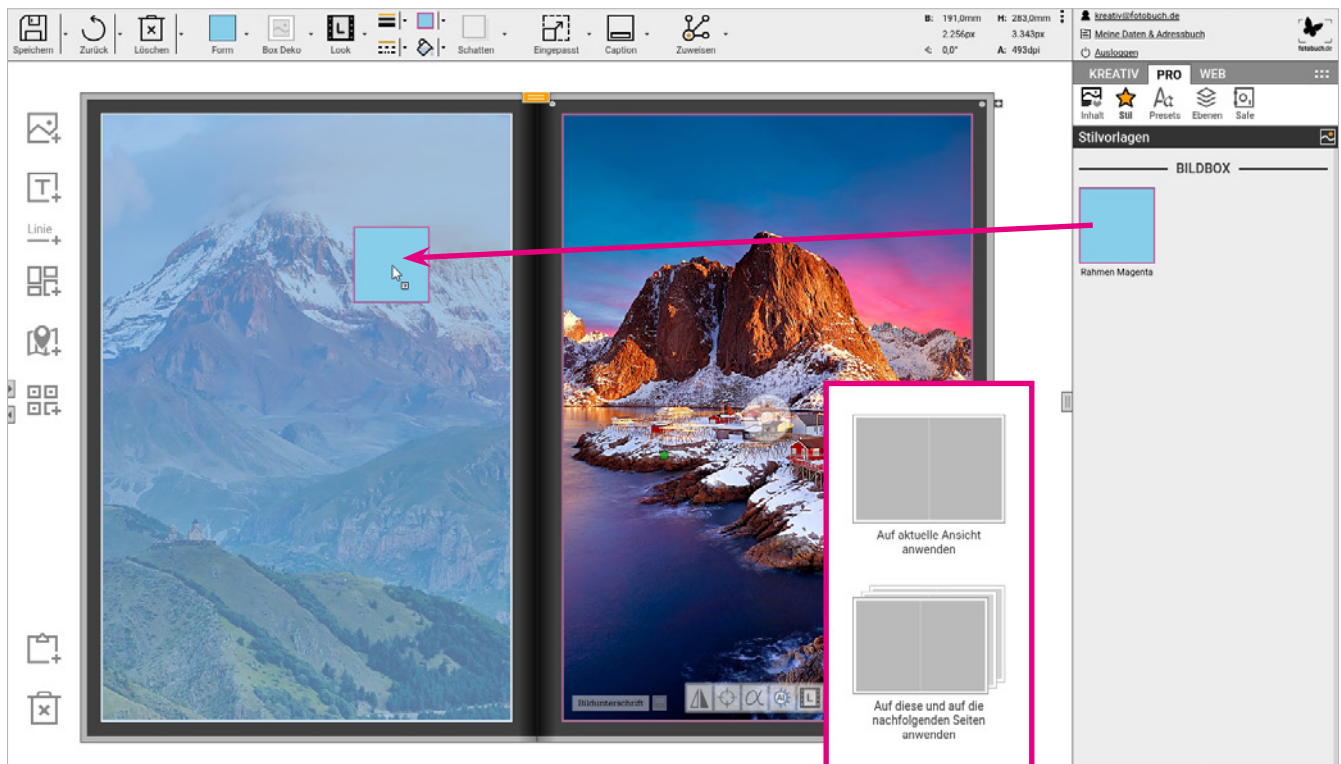 Speichern
Zurück
Löschen
Form
Box Deko
L
Look
Schatten
Eingepasst
Caption
Zuweisen
B: 191,0mm H: 283,0mm
2.256px 3.343px
0,0° A: 493dpi
kreativ@fotobuch.de
Meine Daten & Adressbuch
Ausloggen
fotobuch.de
KREATIV PRO WEB
Inhalt Stil Presets Ebenen Safe
Stilvorlagen
BILDBOX
Rahmen Magenta
T
Linie
Auf aktuelle Ansicht
anwenden
Auf diese und auf die
nachfolgenden Seiten
anwenden
Bildunterschrift
α
AI
L